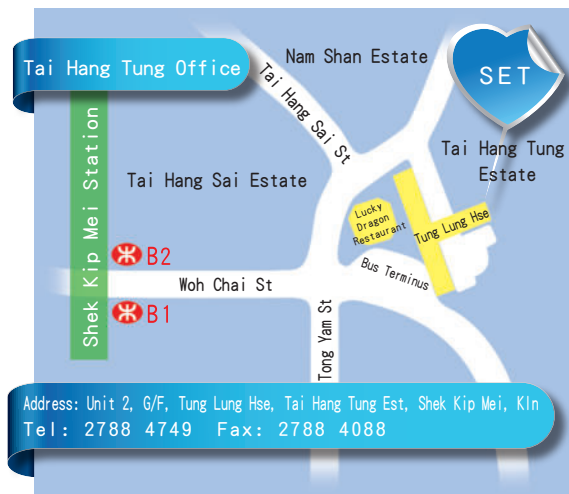 Tai Hang Tung Office
Nam Shan Estate
SET
Tai Hang Sai St
Tai Hang Tung
Estate
Shek Kip Mei Station
Tai Hang Sai Estate
Lucky
Dragon
Restaurant
Tung Lung Hse
B2
Bus Terminus
Woh Chai St
B1
Tong Yam St
Address: Unit 2, G/F, Tung Lung Hse, Tai Hang Tung Est, Shek Kip Mei, Kln
Tel: 2788 4749 Fax: 2788 4088